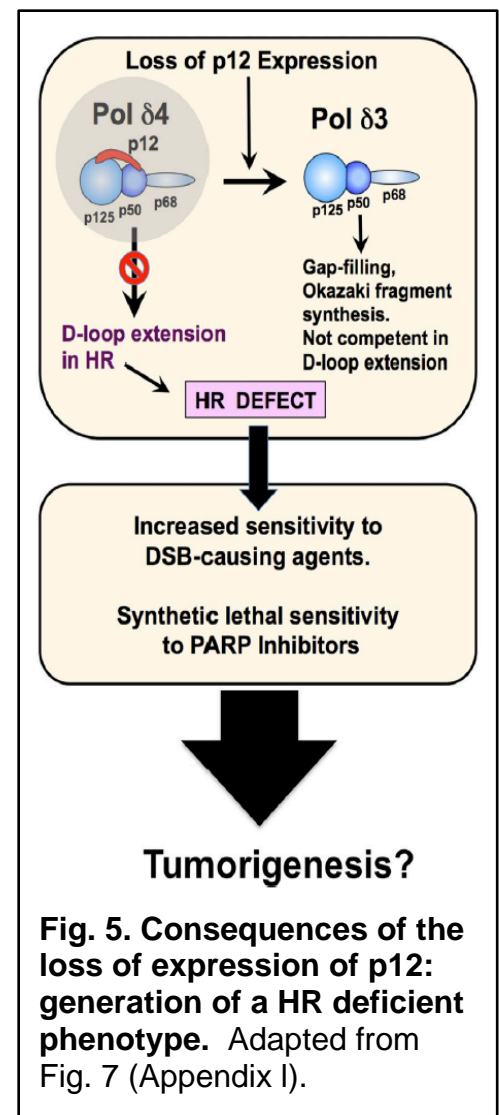 Loss of p12 Expression
Pol δ4
p12
p125 p50 p68
Pol δ3
p125 p50 p68
D-loop extension
in HR
Gap-filling,
Okazaki fragment
synthesis.
Not competent in
D-loop extension
HR DEFECT
Increased sensitivity to
DSB-causing agents.
Synthetic lethal sensitivity
to PARP Inhibitors
Tumorigenesis?
Fig. 5. Consequences of the
loss of expression of p12:
generation of a HR deficient
phenotype. Adapted from
Fig. 7 (Appendix I).